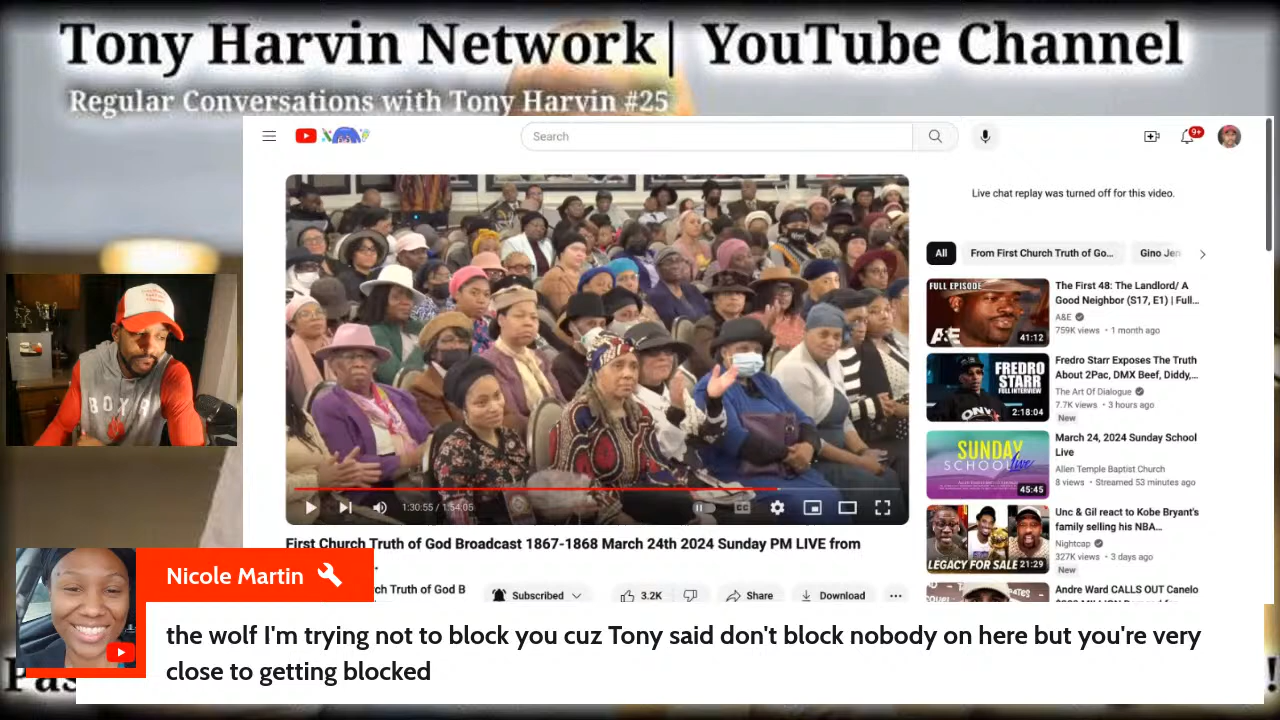 Tony Harvin Network| YouTube Channel
Regular Conversations with Tony Harvin #25
Search
9+
Live chat replay was turned off for this video.
All
From First Church Truth of Go...
Gino Jen
FULL EPISODE
A&E
41:12
The First 48: The Landlord/ A
Good Neighbor (S17, E1) | Full...
A&E
759K views • 1 month ago
FREDRO
STARR
FULL INTERVIEW
2:18:04
Fredro Starr Exposes The Truth
About 2Pac, DMX Beef, Diddy,...
The Art Of Dialogue
7.7K views • 3 hours ago
New
SUNDAY
SCHOOL Live
45:45
March 24, 2024 Sunday School
Live
Allen Temple Baptist Church
8 views • Streamed 53 minutes ago
LEGACY FOR SALE
21:29
Unc & Gil react to Kobe Bryant's
family selling his NBA...
Nightcap
327K views • 3 days ago
New
Andre Ward CALLS OUT Canelo
1:30:55 / 1:54:05
CC
First Church Truth of God Broadcast 1867-1868 March 24th 2024 Sunday PM LIVE from
ch Truth of God B
Subscribed
3.2K
Share
Download
Nicole Martin
the wolf I'm trying not to block you cuz Tony said don't block nobody on here but you're very
close to getting blocked